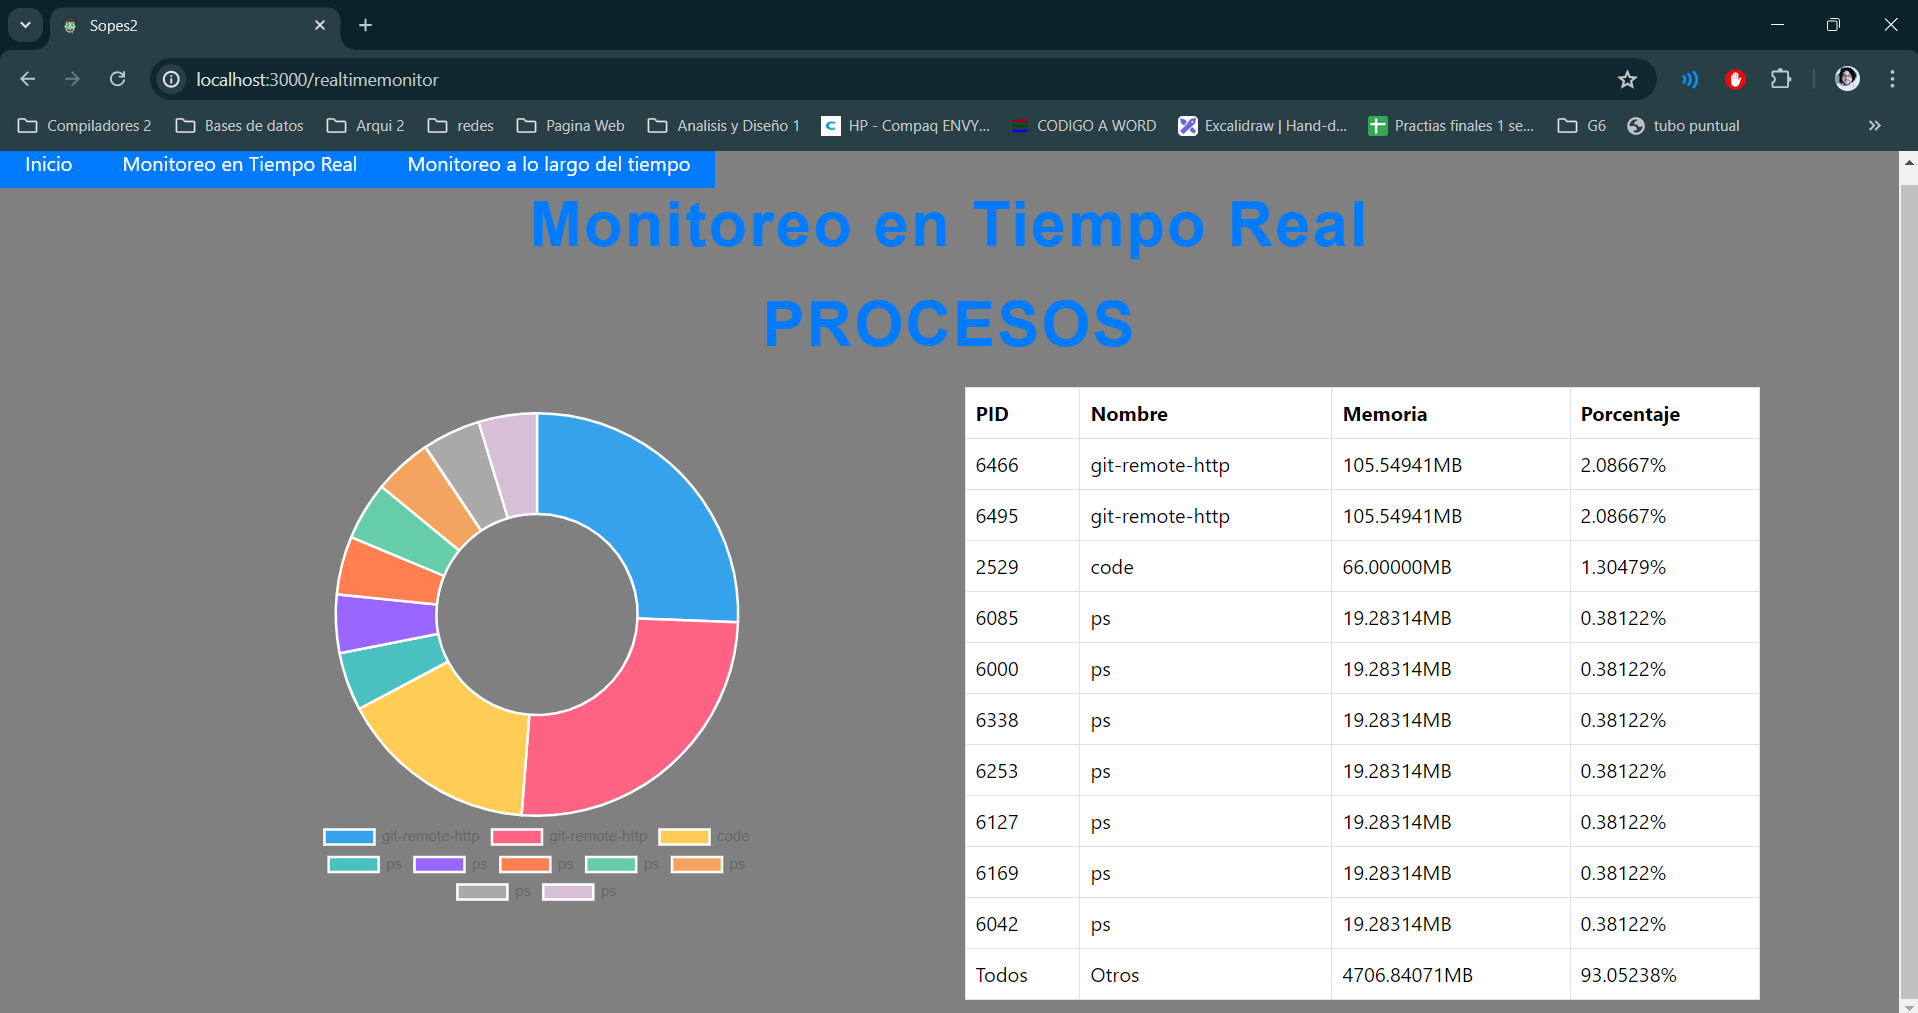 Sopes2
localhost:3000/realtimemonitor
Compiladores 2 Bases de datos Arqui 2 redes Pagina Web Analisis y Diseño 1 HP - Compaq ENVY... CODIGO A WORD Excalidraw | Hand-d... Practias finales 1 se... G6 tubo puntual
Inicio Monitoreo en Tiempo Real Monitoreo a lo largo del tiempo
Monitoreo en Tiempo Real
PROCESOS
git-remote-http git-remote-http code
ps ps ps ps ps
ps ps
PID Nombre Memoria Porcentaje
6466 git-remote-http 105.54941MB 2.08667%
6495 git-remote-http 105.54941MB 2.08667%
2529 code 66.00000MB 1.30479%
6085 ps 19.28314MB 0.38122%
6000 ps 19.28314MB 0.38122%
6338 ps 19.28314MB 0.38122%
6253 ps 19.28314MB 0.38122%
6127 ps 19.28314MB 0.38122%
6169 ps 19.28314MB 0.38122%
6042 ps 19.28314MB 0.38122%
Todos Otros 4706.84071MB 93.05238%